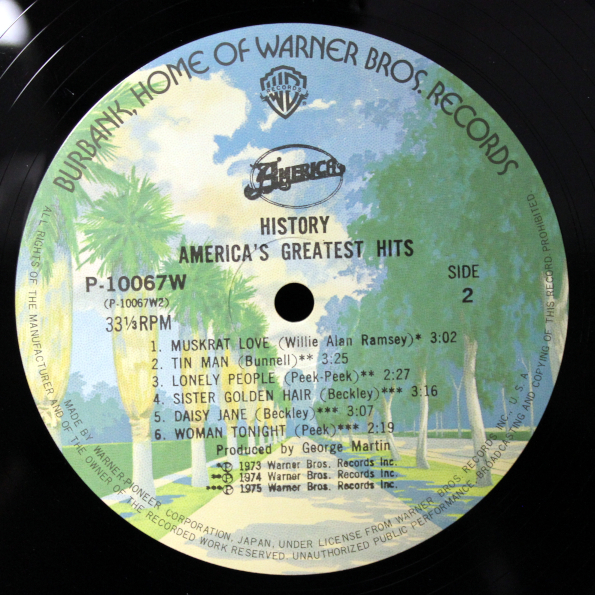 BURBANK, HOME OF WARNER BROS. RECORDS
RECORDS
AMERICA
HISTORY
AMERICA'S GREATEST HITS
P-10067W
(P-10067W2)
33⅓RPM
SIDE
2
1. MUSKRAT LOVE (Willie Alan Ramsey)* 3:02
2. TIN MAN (Bunnell)** 3:25
3. LONELY PEOPLE (Peek-Peek)** 2:27
4. SISTER GOLDEN HAIR (Beckley)*** 3:16
5. DAISY JANE (Beckley)*** 3:07
6. WOMAN TONIGHT (Peek)*** 2:19
Produced by George Martin
*Ⓟ 1973 Warner Bros. Records Inc.
**Ⓟ 1974 Warner Bros. Records Inc.
***Ⓟ 1975 Warner Bros. Records Inc.
MADE BY WARNER-PIONEER CORPORATION, JAPAN, UNDER LICENSE FROM WARNER BROS. RECORDS INC., U.S.A.
ALL RIGHTS OF THE MANUFACTURER AND OF THE OWNER OF THE RECORDED WORK RESERVED. UNAUTHORIZED PUBLIC PERFORMANCE, BROADCASTING AND COPYING OF THIS RECORD PROHIBITED.